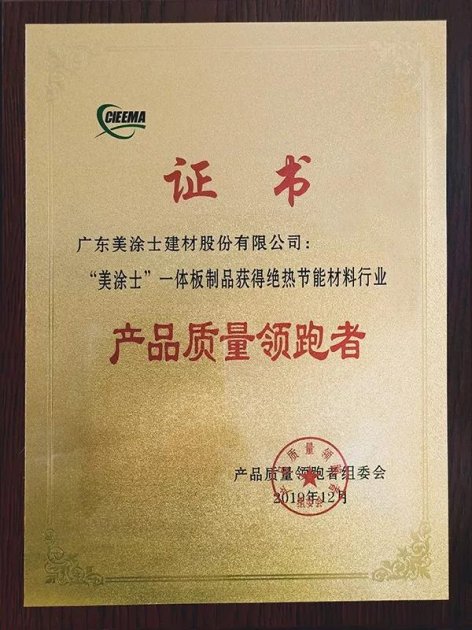 CIEEMA
证 书
广东美涂士建材股份有限公司：
“美涂士”一体板制品获得绝热节能材料行业
产品质量领跑者
产品质量领跑者组委会
2019年12月
组委会